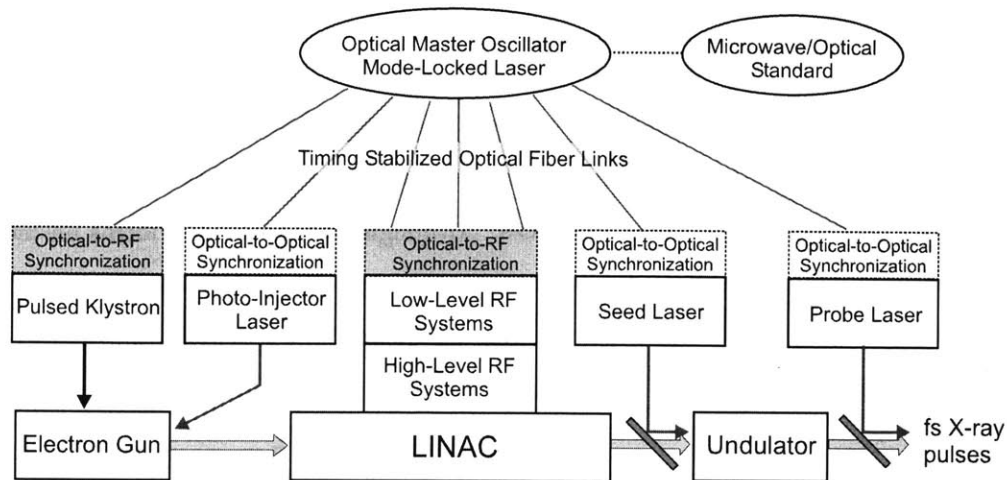 Optical Master Oscillator
Mode-Locked Laser
Microwave/Optical
Standard
Timing Stabilized Optical Fiber Links
Optical-to-RF
Synchronization
Optical-to-Optical
Synchronization
Optical-to-RF
Synchronization
Optical-to-Optical
Synchronization
Optical-to-Optical
Synchronization
Pulsed Klystron
Photo-Injector
Laser
Low-Level RF
Systems
Seed Laser
Probe Laser
High-Level RF
Systems
Electron Gun
LINAC
Undulator
fs X-ray
pulses